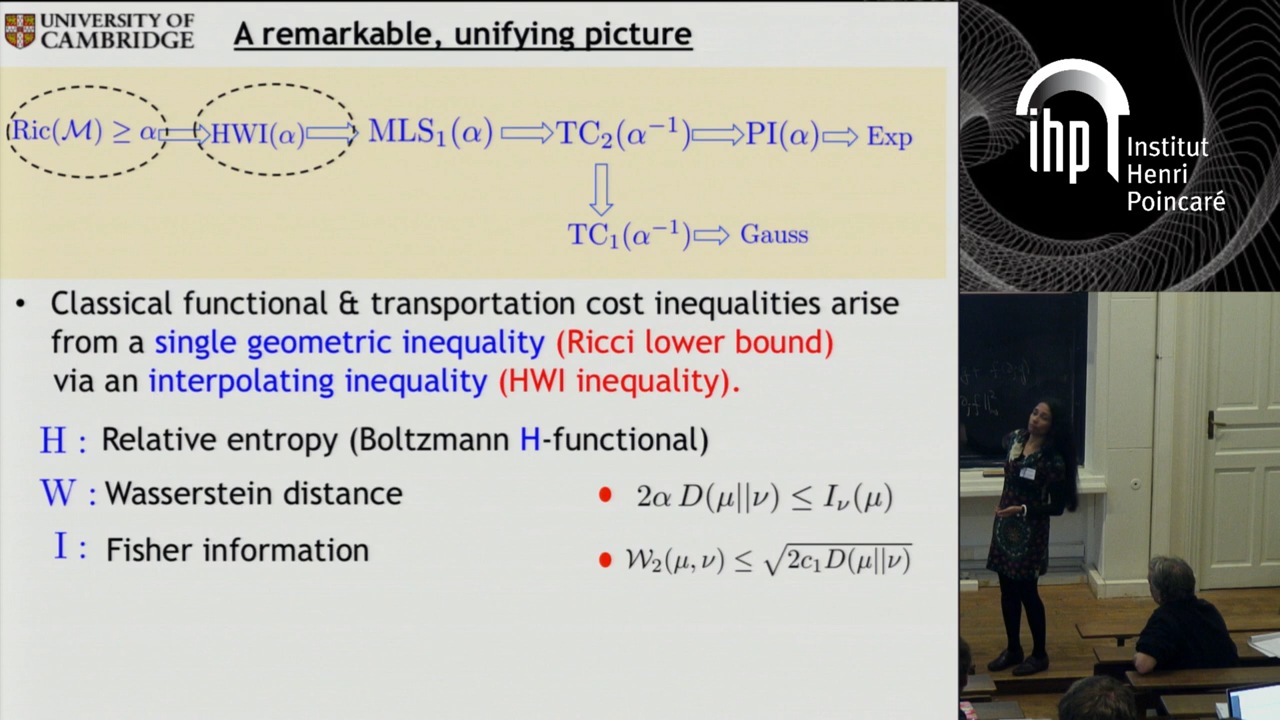 UNIVERSITY OF
CAMBRIDGE
A remarkable, unifying picture
Ric(ℳ) ≥ α ⟹ HWI(α) ⟹ MLS₁(α) ⟹ TC₂(α⁻¹) ⟹ PI(α) ⟹ Exp
⇓
TC₁(α⁻¹) ⟹ Gauss
• Classical functional & transportation cost inequalities arise
from a single geometric inequality (Ricci lower bound)
via an interpolating inequality (HWI inequality).
H : Relative entropy (Boltzmann H-functional)
W : Wasserstein distance
• 2α D(μ||ν) ≤ I_ν(μ)
I : Fisher information
• 𝒲₂(μ, ν) ≤ √(2c₁D(μ||ν))
ihp Institut
Henri
Poincaré